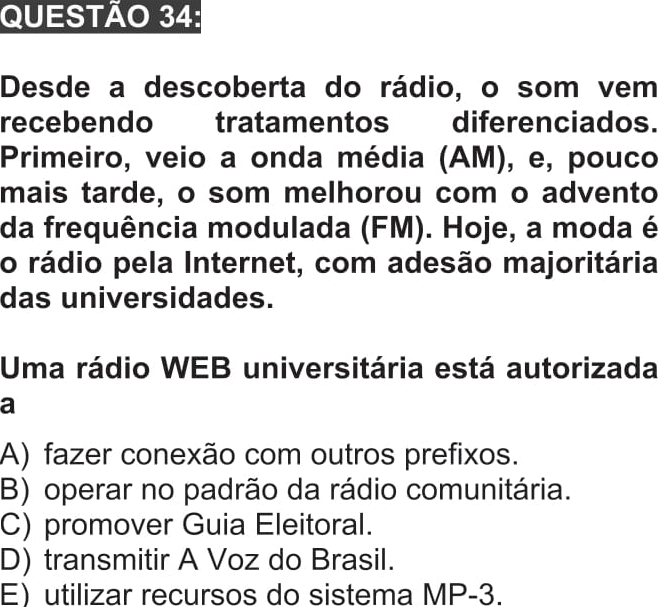 QUESTÃO 34:
Desde a descoberta do rádio, o som vem
recebendo tratamentos diferenciados.
Primeiro, veio a onda média (AM), e, pouco
mais tarde, o som melhorou com o advento
da frequência modulada (FM). Hoje, a moda é
o rádio pela Internet, com adesão majoritária
das universidades.
Uma rádio WEB universitária está autorizada
a
A) fazer conexão com outros prefixos.
B) operar no padrão da rádio comunitária.
C) promover Guia Eleitoral.
D) transmitir A Voz do Brasil.
E) utilizar recursos do sistema MP-3.